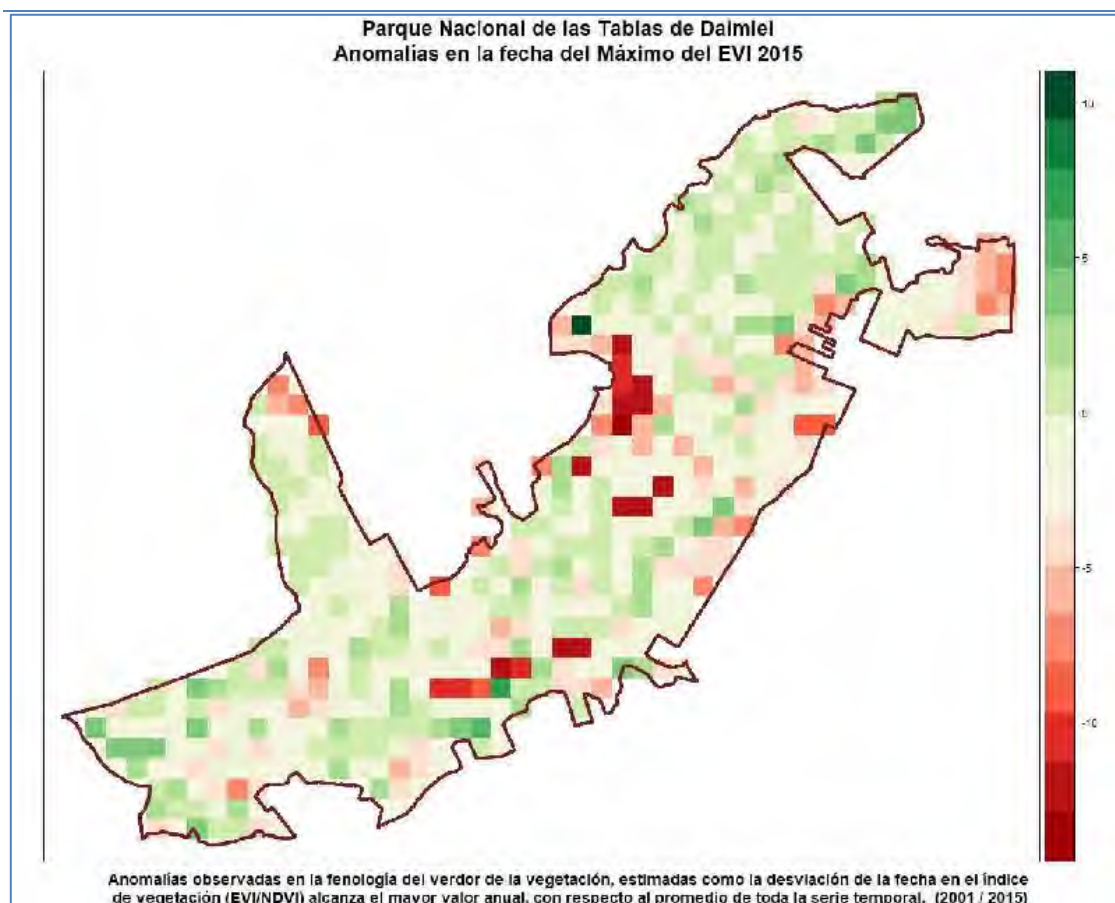 Parque Nacional de las Tablas de Daimiel
Anomalías en la fecha del Máximo del EVI 2015
10
5
0
-5
-10
Anomalías observadas en la fenología del verdor de la vegetación, estimadas como la desviación de la fecha en el índice
de vegetación (EVI/NDVI) alcanza el mayor valor anual, con respecto al promedio de toda la serie temporal. (2001 / 2015)